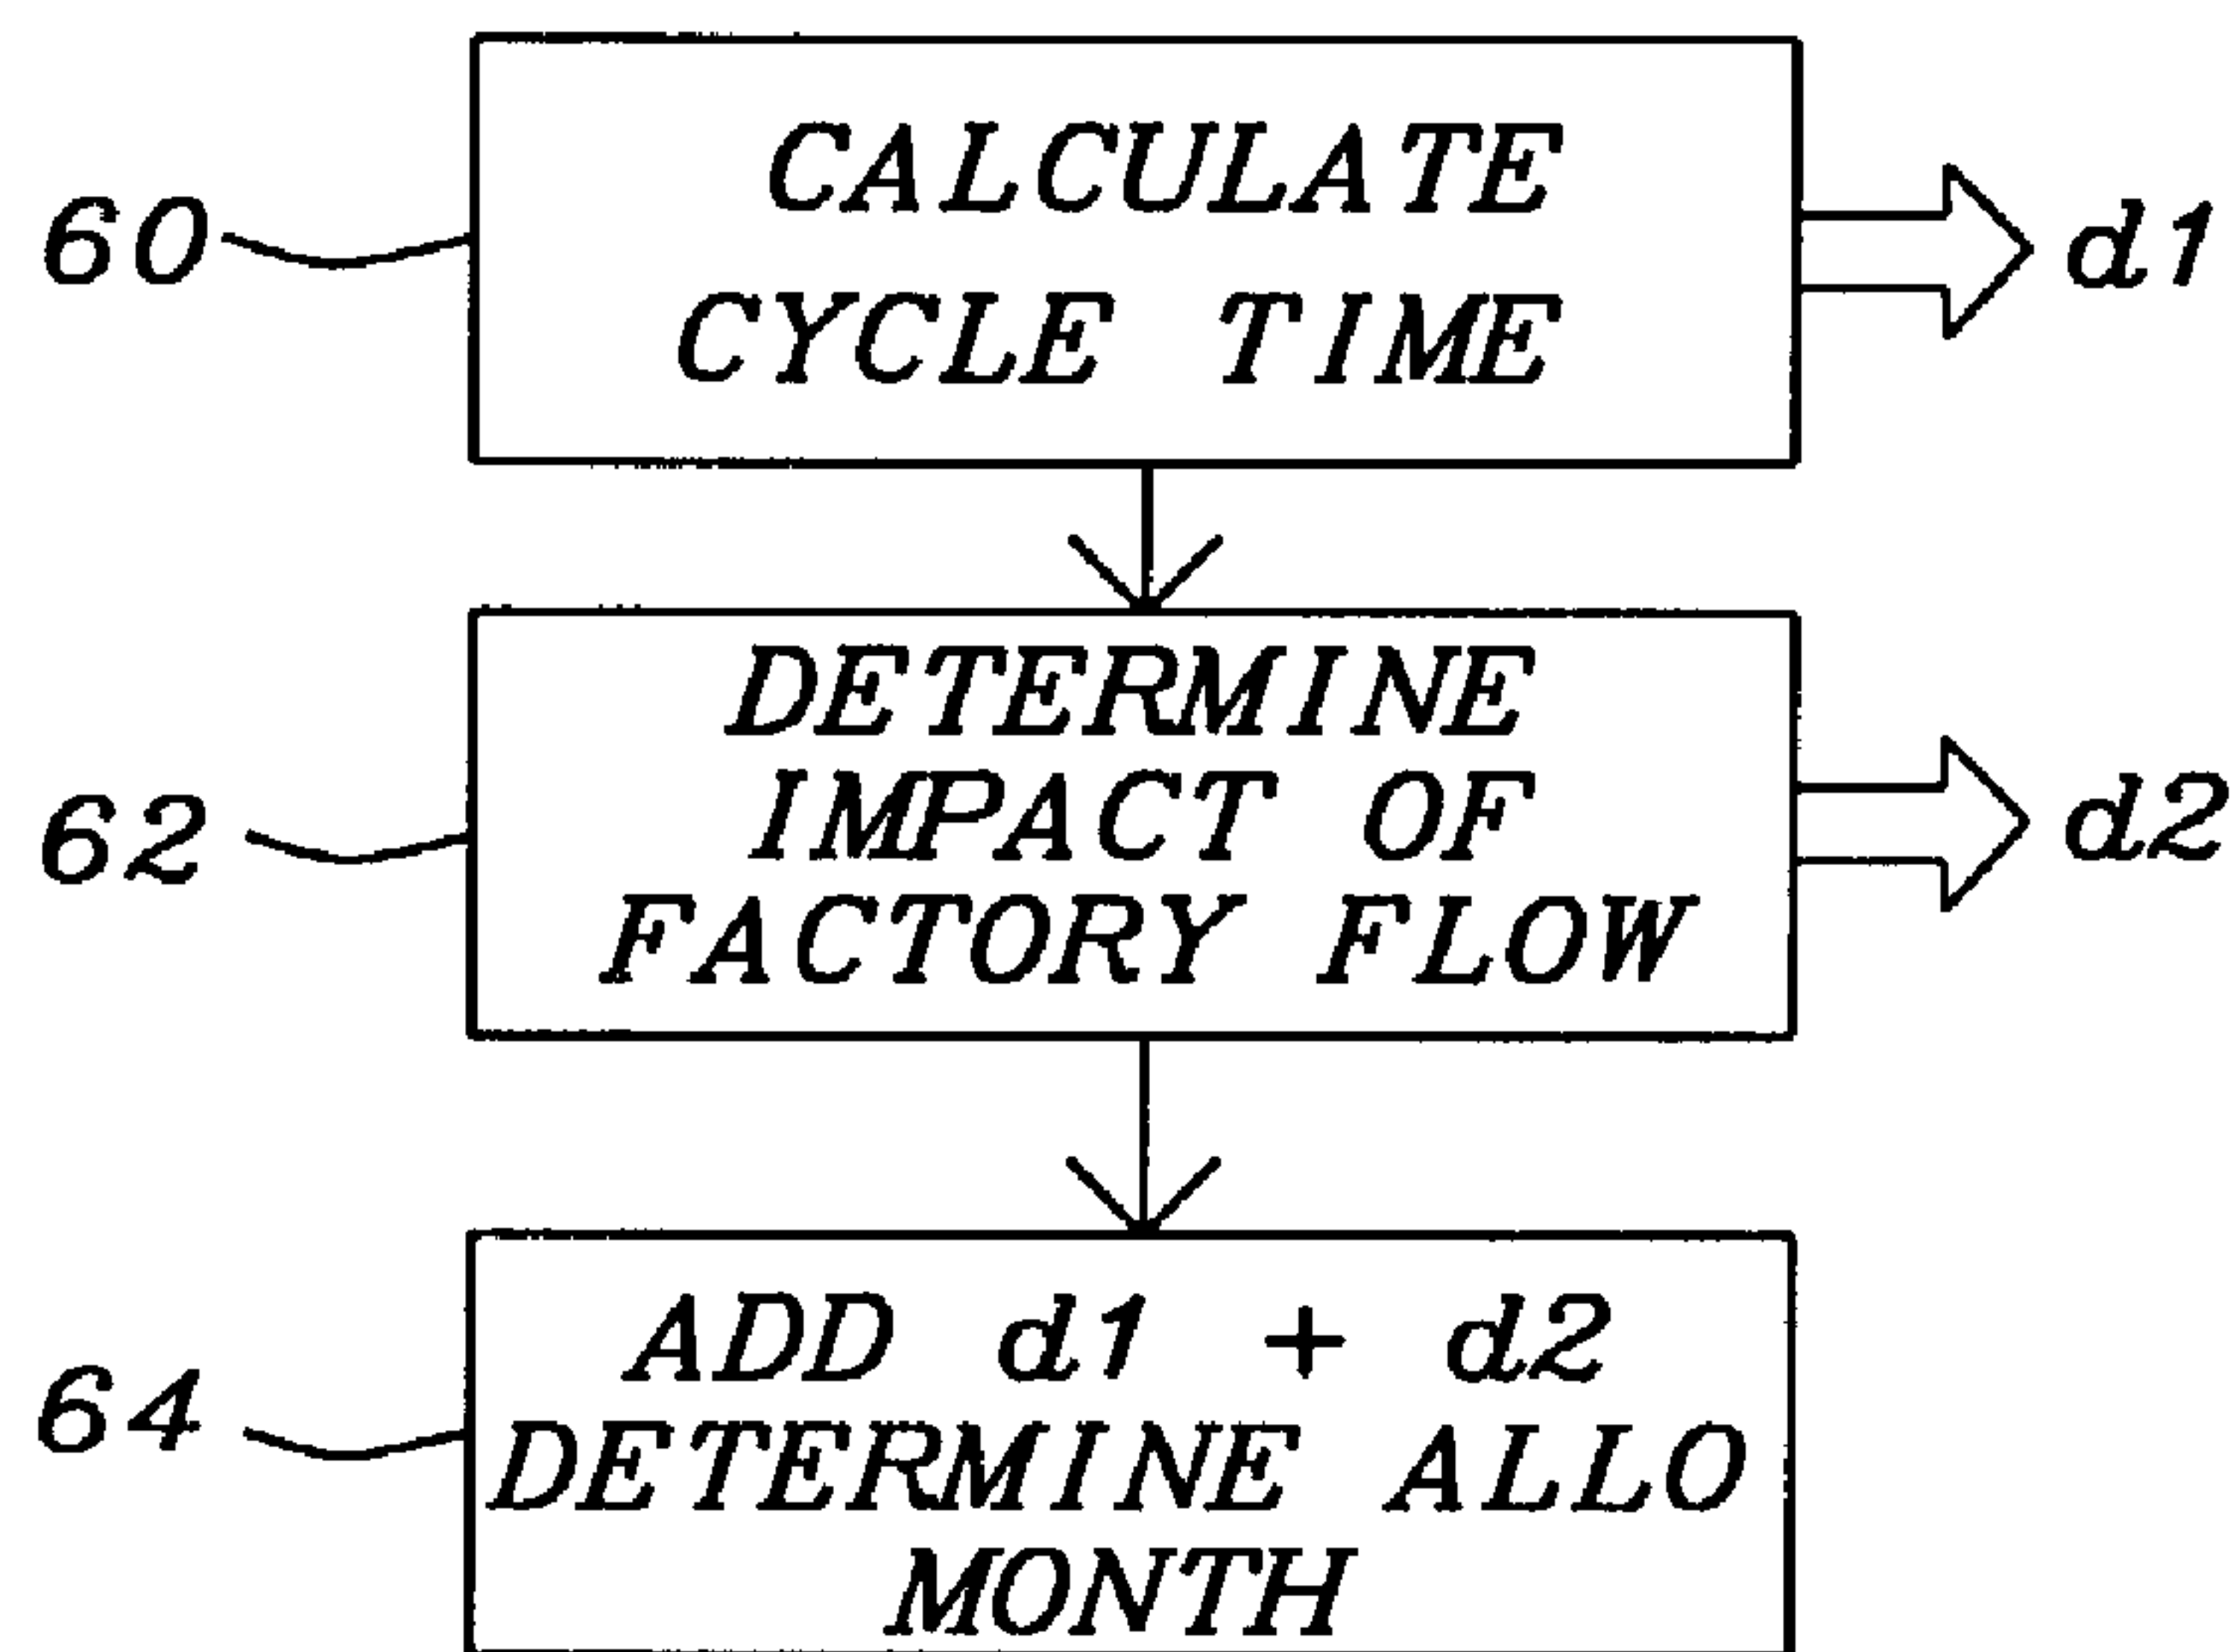 CALCULATE
CYCLE TIME
60
d1
DETERMINE
IMPACT OF
FACTORY FLOW
62
d2
ADD d1 + d2
DETERMINE ALLO
MONTH
64